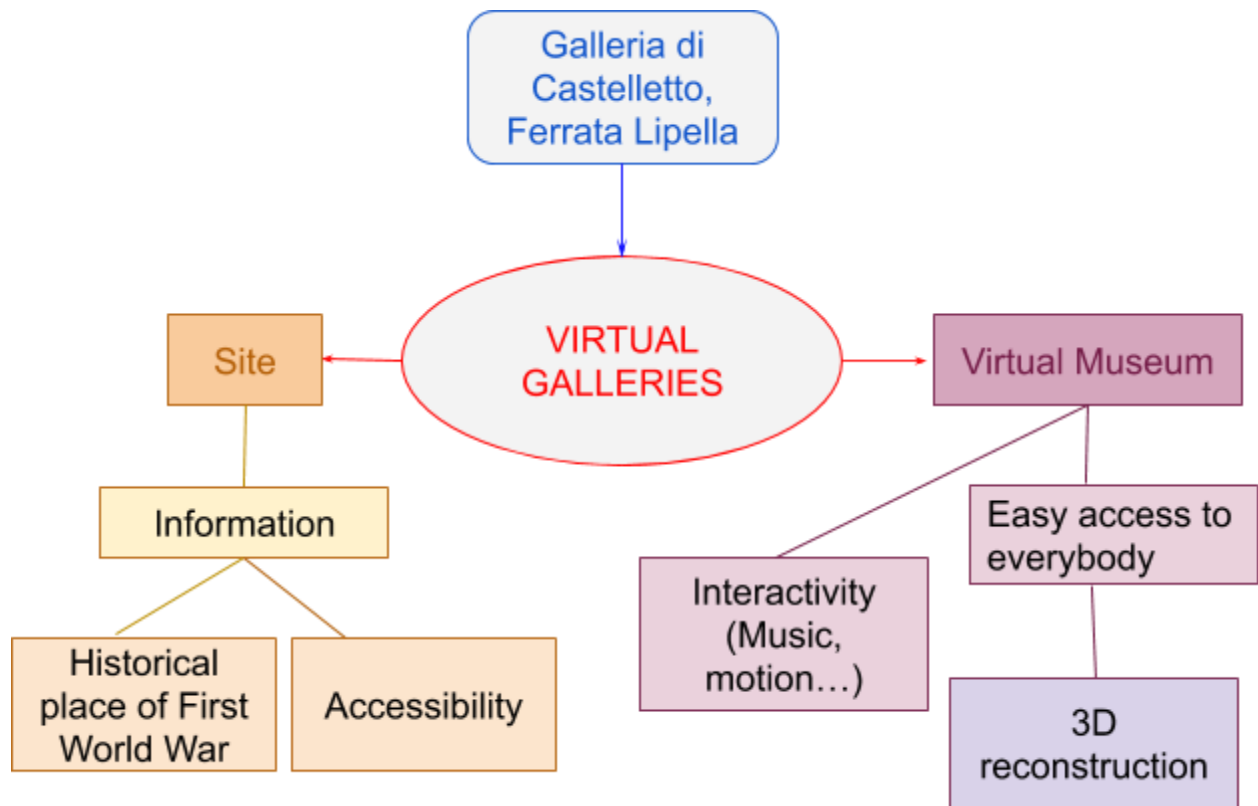 Galleria di
Castelletto,
Ferrata Lipella
VIRTUAL
GALLERIES
Site
Virtual Museum
Information
Historical
place of First
World War
Accessibility
Interactivity
(Music,
motion…)
Easy access to
everybody
3D
reconstruction